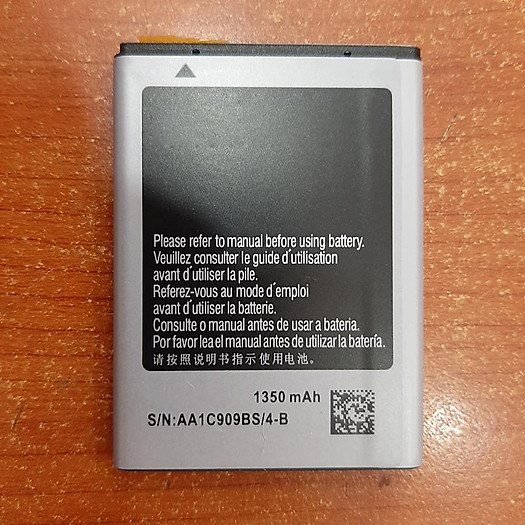 Please refer to manual before using battery.
Veuillez consulter le guide d'utilisation
avant d'utiliser la pile.
Referez-vous au mode d'emploi
avant d'utiliser la batterie.
Consulte o manual antes de usar a bateria.
Por favor lea el manual antes de utilizar la batería.
请按照说明书指示使用电池。
1350 mAh
S/N:AA1C909BS/4-B